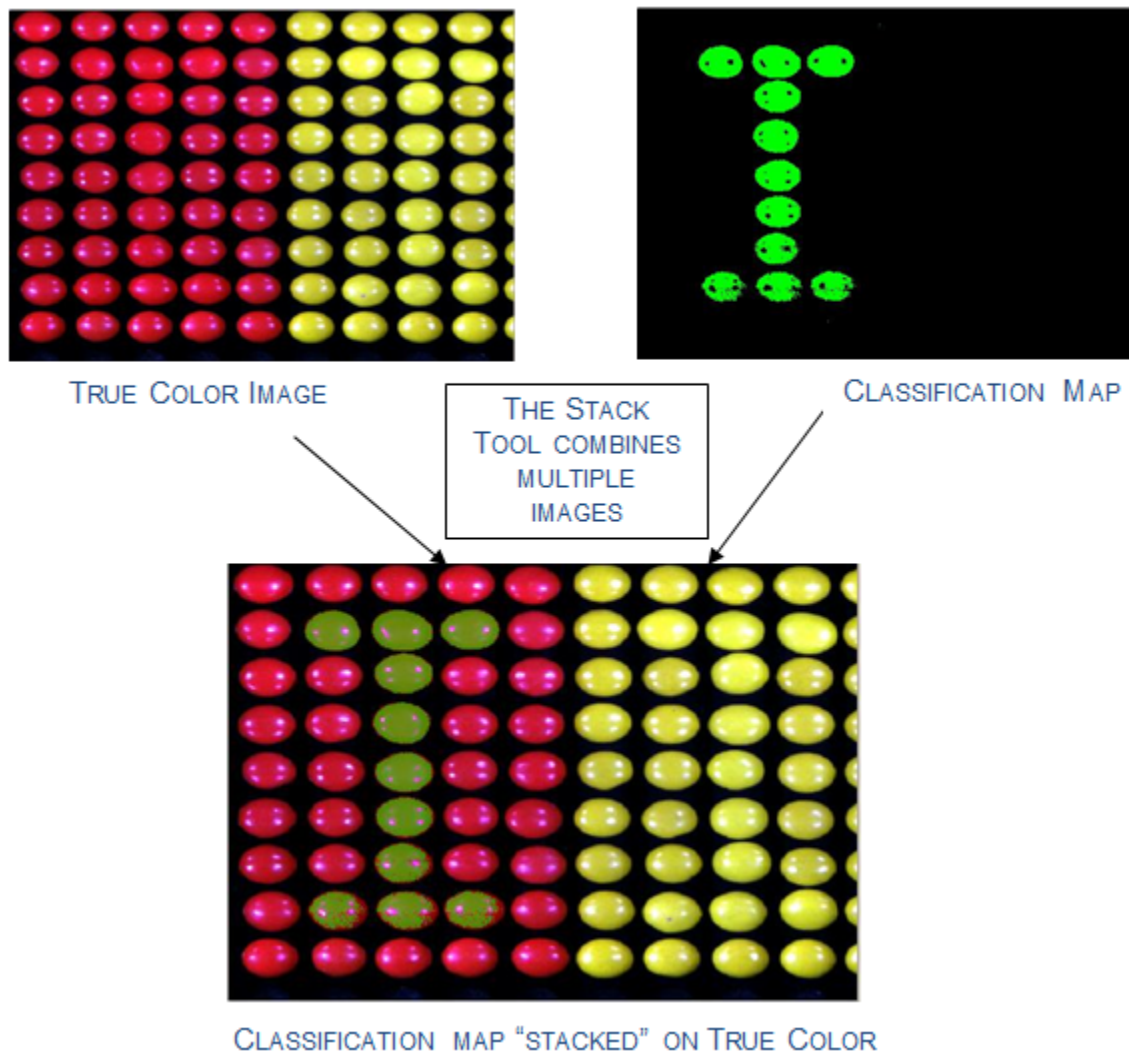 TRUE COLOR IMAGE
CLASSIFICATION MAP
THE STACK
TOOL COMBINES
MULTIPLE
IMAGES
CLASSIFICATION MAP “STACKED” ON TRUE COLOR